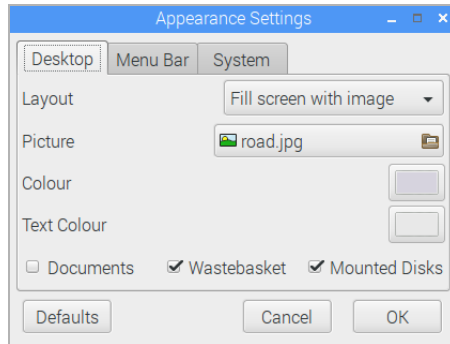 Appearance Settings
Desktop Menu Bar System
Layout Fill screen with image
Picture road.jpg
Colour
Text Colour
Documents Wastebasket Mounted Disks
Defaults Cancel OK